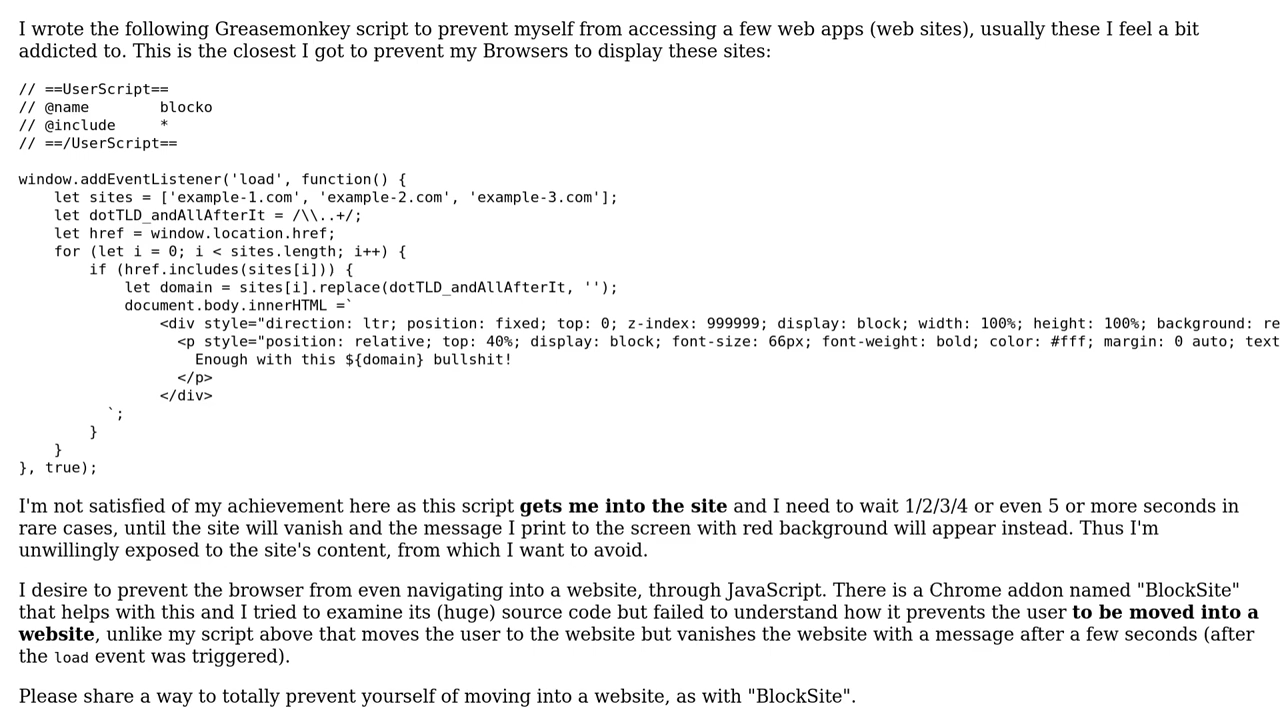 I wrote the following Greasemonkey script to prevent myself from accessing a few web apps (web sites), usually these I feel a bit
addicted to. This is the closest I got to prevent my Browsers to display these sites:
// ==UserScript==
// @name        blocko
// @include     *
// ==/UserScript==
window.addEventListener('load', function() {
    let sites = ['example-1.com', 'example-2.com', 'example-3.com'];
    let dotTLD_andAllAfterIt = /\\..+/;
    let href = window.location.href;
    for (let i = 0; i < sites.length; i++) {
        if (href.includes(sites[i])) {
            let domain = sites[i].replace(dotTLD_andAllAfterIt, '');
            document.body.innerHTML =`
                <div style="direction: ltr; position: fixed; top: 0; z-index: 999999; display: block; width: 100%; height: 100%; background: re
                  <p style="position: relative; top: 40%; display: block; font-size: 66px; font-weight: bold; color: #fff; margin: 0 auto; text
                    Enough with this ${domain} bullshit!
                  </p>
                </div>
          `;
        }
    }
}, true);
I'm not satisfied of my achievement here as this script gets me into the site and I need to wait 1/2/3/4 or even 5 or more seconds in
rare cases, until the site will vanish and the message I print to the screen with red background will appear instead. Thus I'm
unwillingly exposed to the site's content, from which I want to avoid.
I desire to prevent the browser from even navigating into a website, through JavaScript. There is a Chrome addon named "BlockSite"
that helps with this and I tried to examine its (huge) source code but failed to understand how it prevents the user to be moved into a
website, unlike my script above that moves the user to the website but vanishes the website with a message after a few seconds (after
the load event was triggered).
Please share a way to totally prevent yourself of moving into a website, as with "BlockSite".